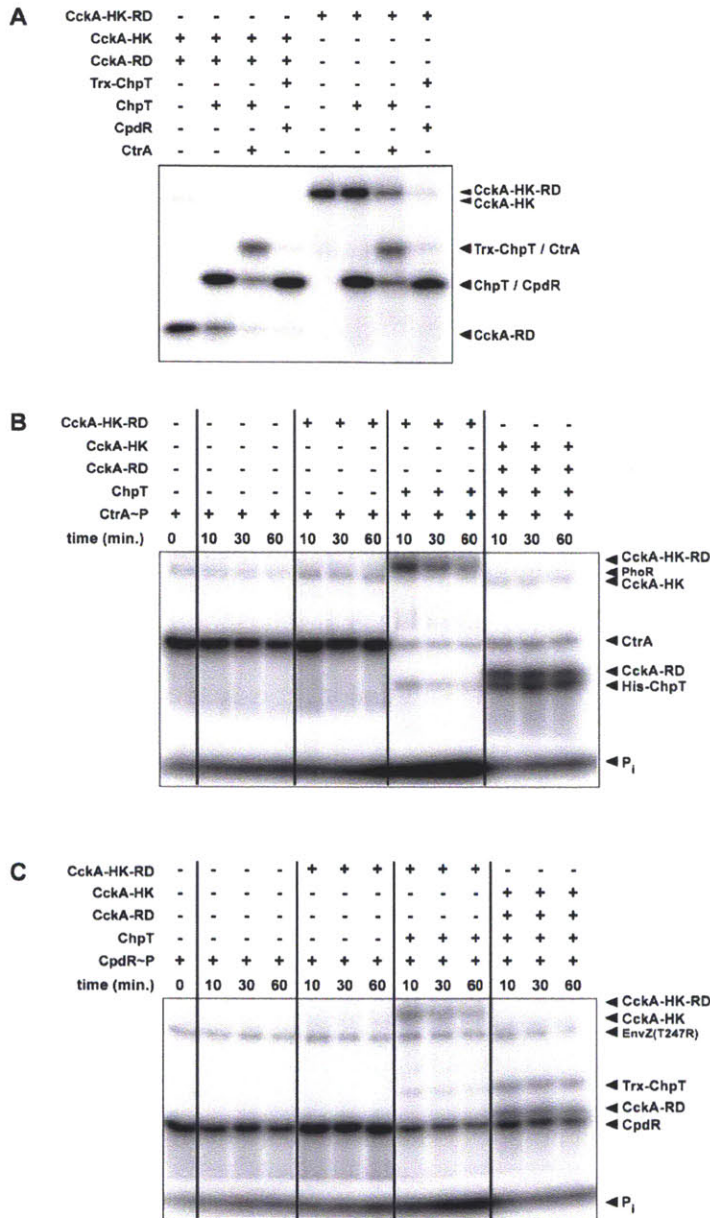 A
CckA-HK-RD - - - - + + + +
CckA-HK + + + + - - - -
CckA-RD + + + + - - - -
Trx-ChpT - - - + - - - +
ChpT - + + - - + + -
CpdR - - - + - - - +
CtrA - - + - - - + -
CckA-HK-RD
CckA-HK
Trx-ChpT / CtrA
ChpT / CpdR
CckA-RD
B
CckA-HK-RD - - - - + + + + + + - - -
CckA-HK - - - - - - - - - - + + +
CckA-RD - - - - - - - - - - + + +
ChpT - - - - - - - + + + + + +
CtrA~P + + + + + + + + + + + + +
time (min.) 0 10 30 60 10 30 60 10 30 60 10 30 60
CckA-HK-RD
PhoR
CckA-HK
CtrA
CckA-RD
His-ChpT
Pi
C
CckA-HK-RD - - - - + + + + + + - - -
CckA-HK - - - - - - - - - - + + +
CckA-RD - - - - - - - - - - + + +
ChpT - - - - - - - + + + + + +
CpdR~P + + + + + + + + + + + + +
time (min.) 0 10 30 60 10 30 60 10 30 60 10 30 60
CckA-HK-RD
CckA-HK
EnvZ(T247R)
Trx-ChpT
CckA-RD
CpdR
Pi